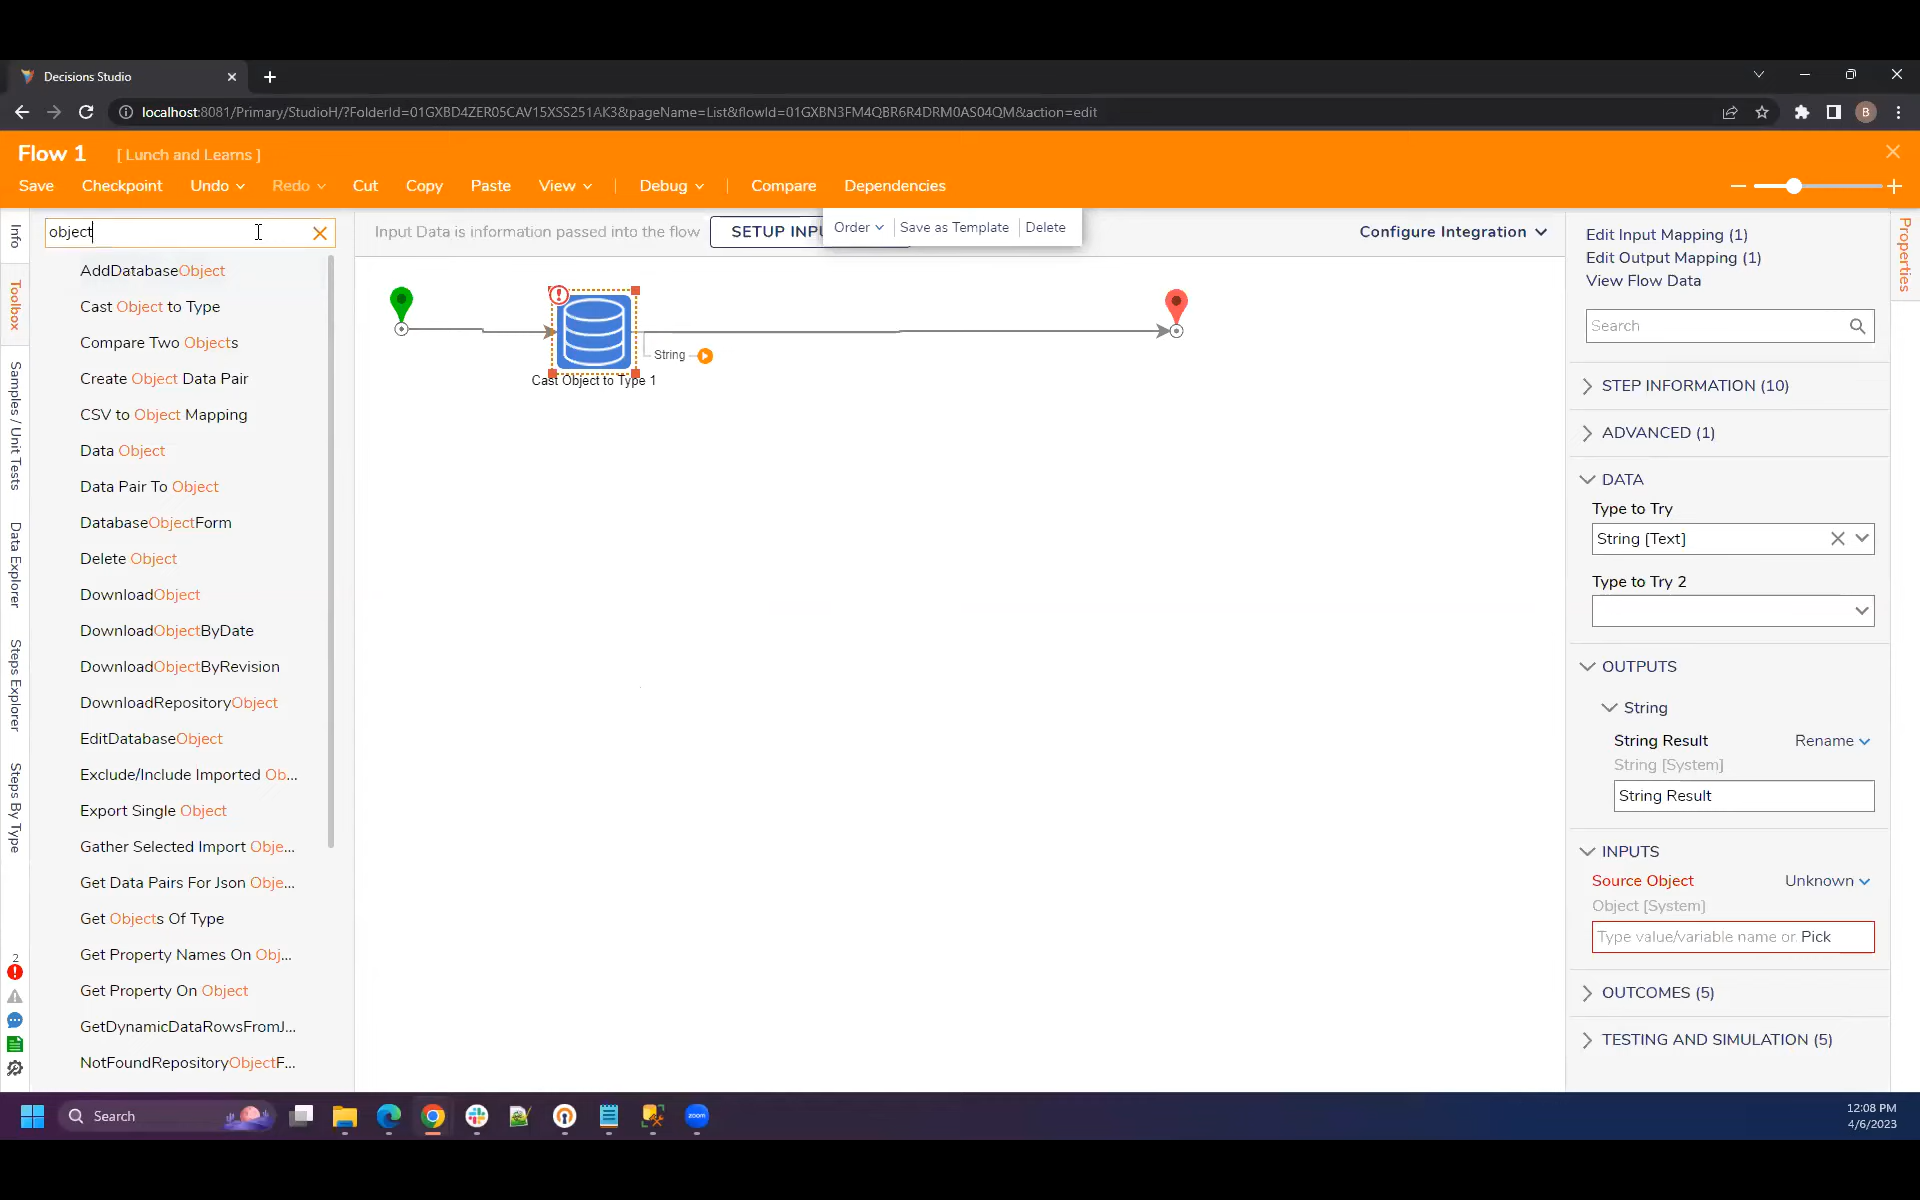 Decisions Studio
localhost:8081/Primary/StudioH/?FolderId=01GXBD4ZER05CAV15XSS251AK3&pageName=List&flowId=01GXBN3FM4QBR6R4DRM0AS04QM&action=edit
B
Flow 1 [ Lunch and Learns ]
Save Checkpoint Undo Redo Cut Copy Paste View Debug Compare Dependencies
Info
Toolbox
Samples / Unit Tests
Data Explorer
Steps Explorer
Steps By Type
2
object
AddDatabaseObject
Cast Object to Type
Compare Two Objects
Create Object Data Pair
CSV to Object Mapping
Data Object
Data Pair To Object
DatabaseObjectForm
Delete Object
DownloadObject
DownloadObjectByDate
DownloadObjectByRevision
DownloadRepositoryObject
EditDatabaseObject
Exclude/Include Imported Ob...
Export Single Object
Gather Selected Import Obje...
Get Data Pairs For Json Obje...
Get Objects Of Type
Get Property Names On Obj...
Get Property On Object
GetDynamicDataRowsFromJ...
NotFoundRepositoryObjectF...
Input Data is information passed into the flow
SETUP INPU
Order Save as Template Delete
Configure Integration
String
Cast Object to Type 1
Properties
Edit Input Mapping (1)
Edit Output Mapping (1)
View Flow Data
Search
STEP INFORMATION (10)
ADVANCED (1)
DATA
Type to Try
String [Text]
Type to Try 2
OUTPUTS
String
String Result Rename
String [System]
String Result
INPUTS
Source Object Unknown
Object [System]
Type value/variable name or Pick
OUTCOMES (5)
TESTING AND SIMULATION (5)
Search
zoom
12:08 PM
4/6/2023